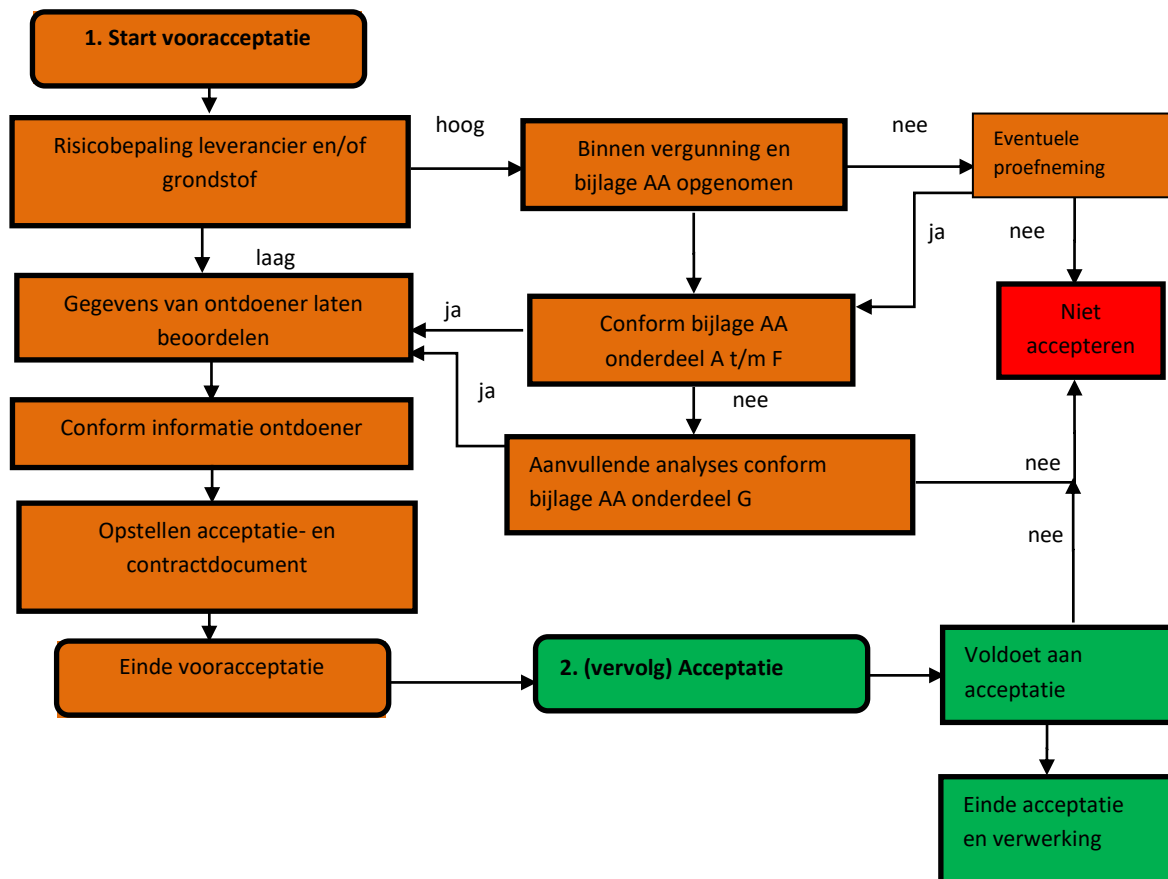 1. Start vooracceptatie
Risicobepaling leverancier en/of
grondstof
hoog
Binnen vergunning en
bijlage AA opgenomen
nee
Eventuele
proefneming
laag
ja
nee
Gegevens van ontdoener laten
beoordelen
ja
Conform bijlage AA
onderdeel A t/m F
Niet
accepteren
ja
nee
Conform informatie ontdoener
Aanvullende analyses conform
bijlage AA onderdeel G
nee
nee
Opstellen acceptatie- en
contractdocument
Einde vooracceptatie
2. (vervolg) Acceptatie
Voldoet aan
acceptatie
Einde acceptatie
en verwerking